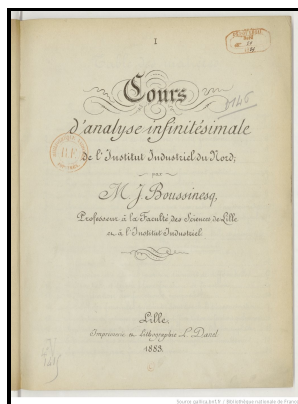 1
Cours
d'analyse infinitésimale
de l'Institut Industriel du Nord,
par
M. J. Boussinesq,
Professeur à la Faculté des Sciences de Lille
et à l'Institut Industriel
Lille,
Imprimerie et Lithographie L. Danel
1883.
Source gallica.bnf.fr / Bibliothèque nationale de France